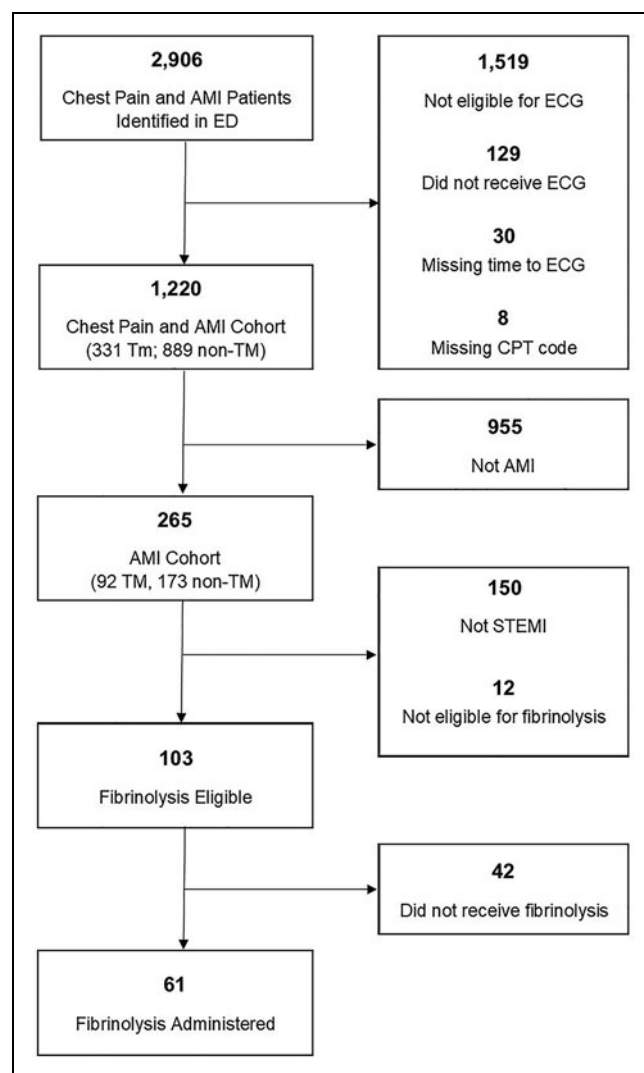 2,906
Chest Pain and AMI Patients
Identified in ED
1,519
Not eligible for ECG
129
Did not receive ECG
30
Missing time to ECG
8
Missing CPT code
1,220
Chest Pain and AMI Cohort
(331 Tm; 889 non-TM)
955
Not AMI
265
AMI Cohort
(92 TM, 173 non-TM)
150
Not STEMI
12
Not eligible for fibrinolysis
103
Fibrinolysis Eligible
42
Did not receive fibrinolysis
61
Fibrinolysis Administered